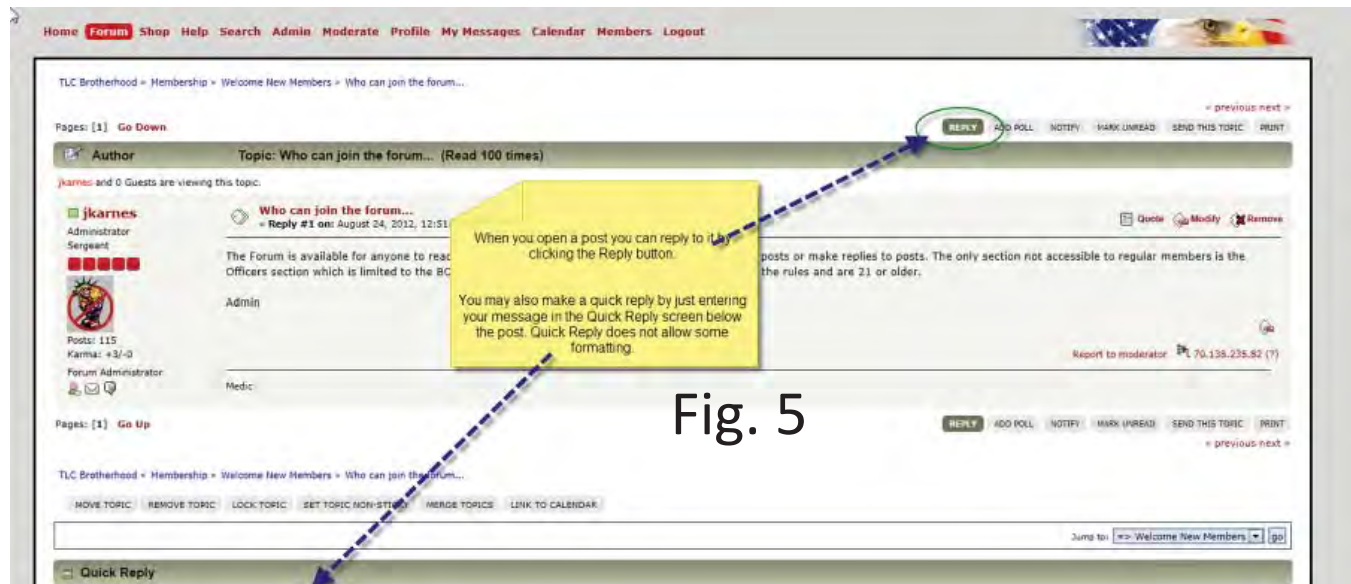 Home Forum Shop Help Search Admin Moderate Profile My Messages Calendar Members Logout
TLC Brotherhood » Membership » Welcome New Members » Who can join the forum...
« previous next »
Pages: [1] Go Down
REPLY ADD POLL NOTIFY MARK UNREAD SEND THIS TOPIC PRINT
Author Topic: Who can join the forum... (Read 100 times)
jkarnes and 0 Guests are viewing this topic.
jkarnes
Administrator
Sergeant
Posts: 115
Karma: +3/-0
Forum Administrator
Who can join the forum...
« Reply #1 on: August 24, 2012, 12:51
Quote Modify Remove
The Forum is available for anyone to read posts or make replies to posts. The only section not accessible to regular members is the
Officers section which is limited to the the rules and are 21 or older.
Admin
When you open a post you can reply to it by
clicking the Reply button.
You may also make a quick reply by just entering
your message in the Quick Reply screen below
the post. Quick Reply does not allow some
formatting.
Report to moderator 70.138.235.82 (?)
Medic
Fig. 5
Pages: [1] Go Up
REPLY ADD POLL NOTIFY MARK UNREAD SEND THIS TOPIC PRINT
« previous next »
TLC Brotherhood » Membership » Welcome New Members » Who can join the forum...
MOVE TOPIC REMOVE TOPIC LOCK TOPIC SET TOPIC NON-STICKY MERGE TOPICS LINK TO CALENDAR
Jump to: => Welcome New Members go
Quick Reply